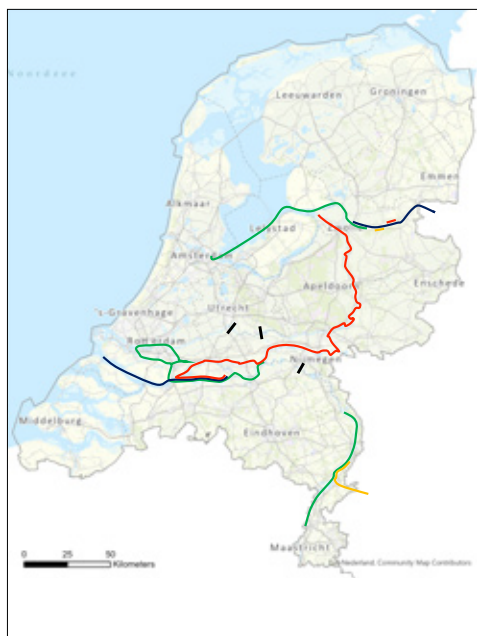 Noordzee
Leeuwarden
Groningen
Emmen
Alkmaar
Lelystad
Zwolle
Amsterdam
Enschede
Apeldoorn
Utrecht
's-Gravenhage
Rotterdam
Nijmegen
Middelburg
Eindhoven
Maastricht
0 25 50
Kilometers
Nederland, Community Map Contributors